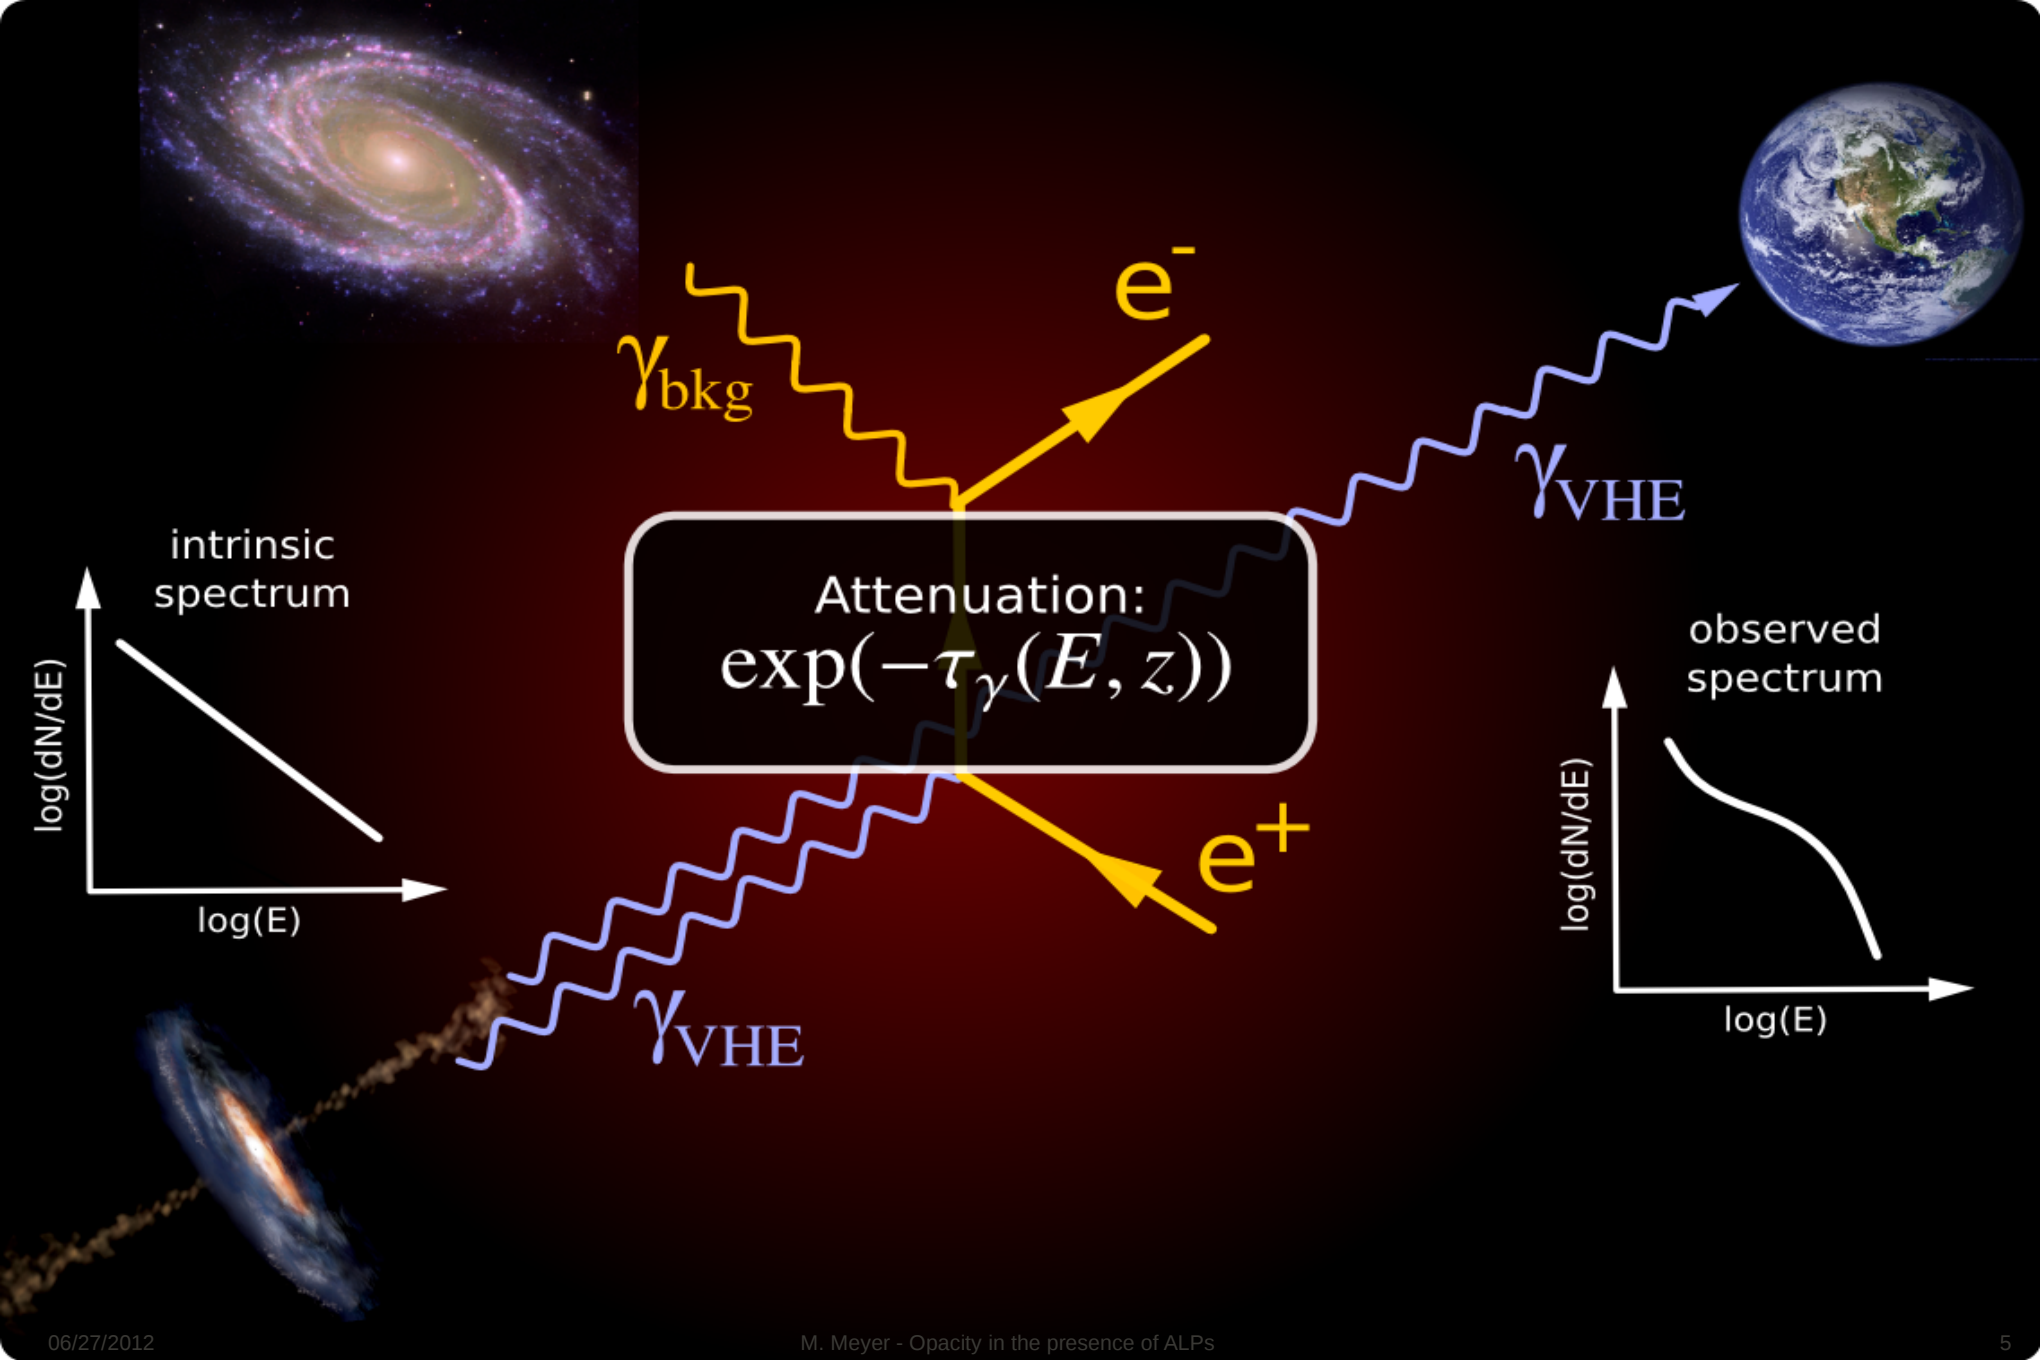 e⁻
γbkg
γVHE
intrinsic
spectrum
Attenuation:
exp(−τγ(E, z))
observed
spectrum
log(dN/dE)
log(dN/dE)
e⁺
log(E)
γVHE
log(E)
06/27/2012
M. Meyer - Opacity in the presence of ALPs
5